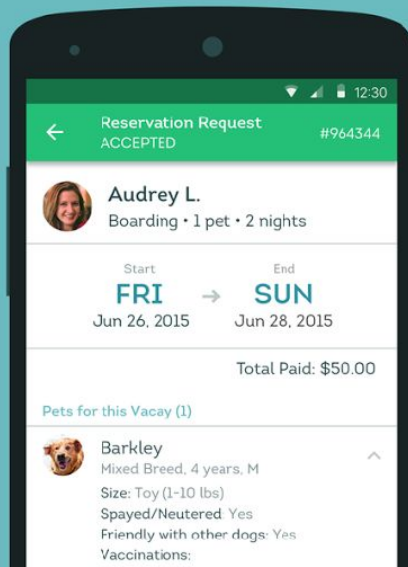 12:30
Reservation Request
ACCEPTED
#964344
Audrey L.
Boarding • 1 pet • 2 nights
Start
End
FRI → SUN
Jun 26, 2015
Jun 28, 2015
Total Paid: $50.00
Pets for this Vacay (1)
Barkley
Mixed Breed, 4 years, M
Size: Toy (1-10 lbs)
Spayed/Neutered: Yes
Friendly with other dogs: Yes
Vaccinations: